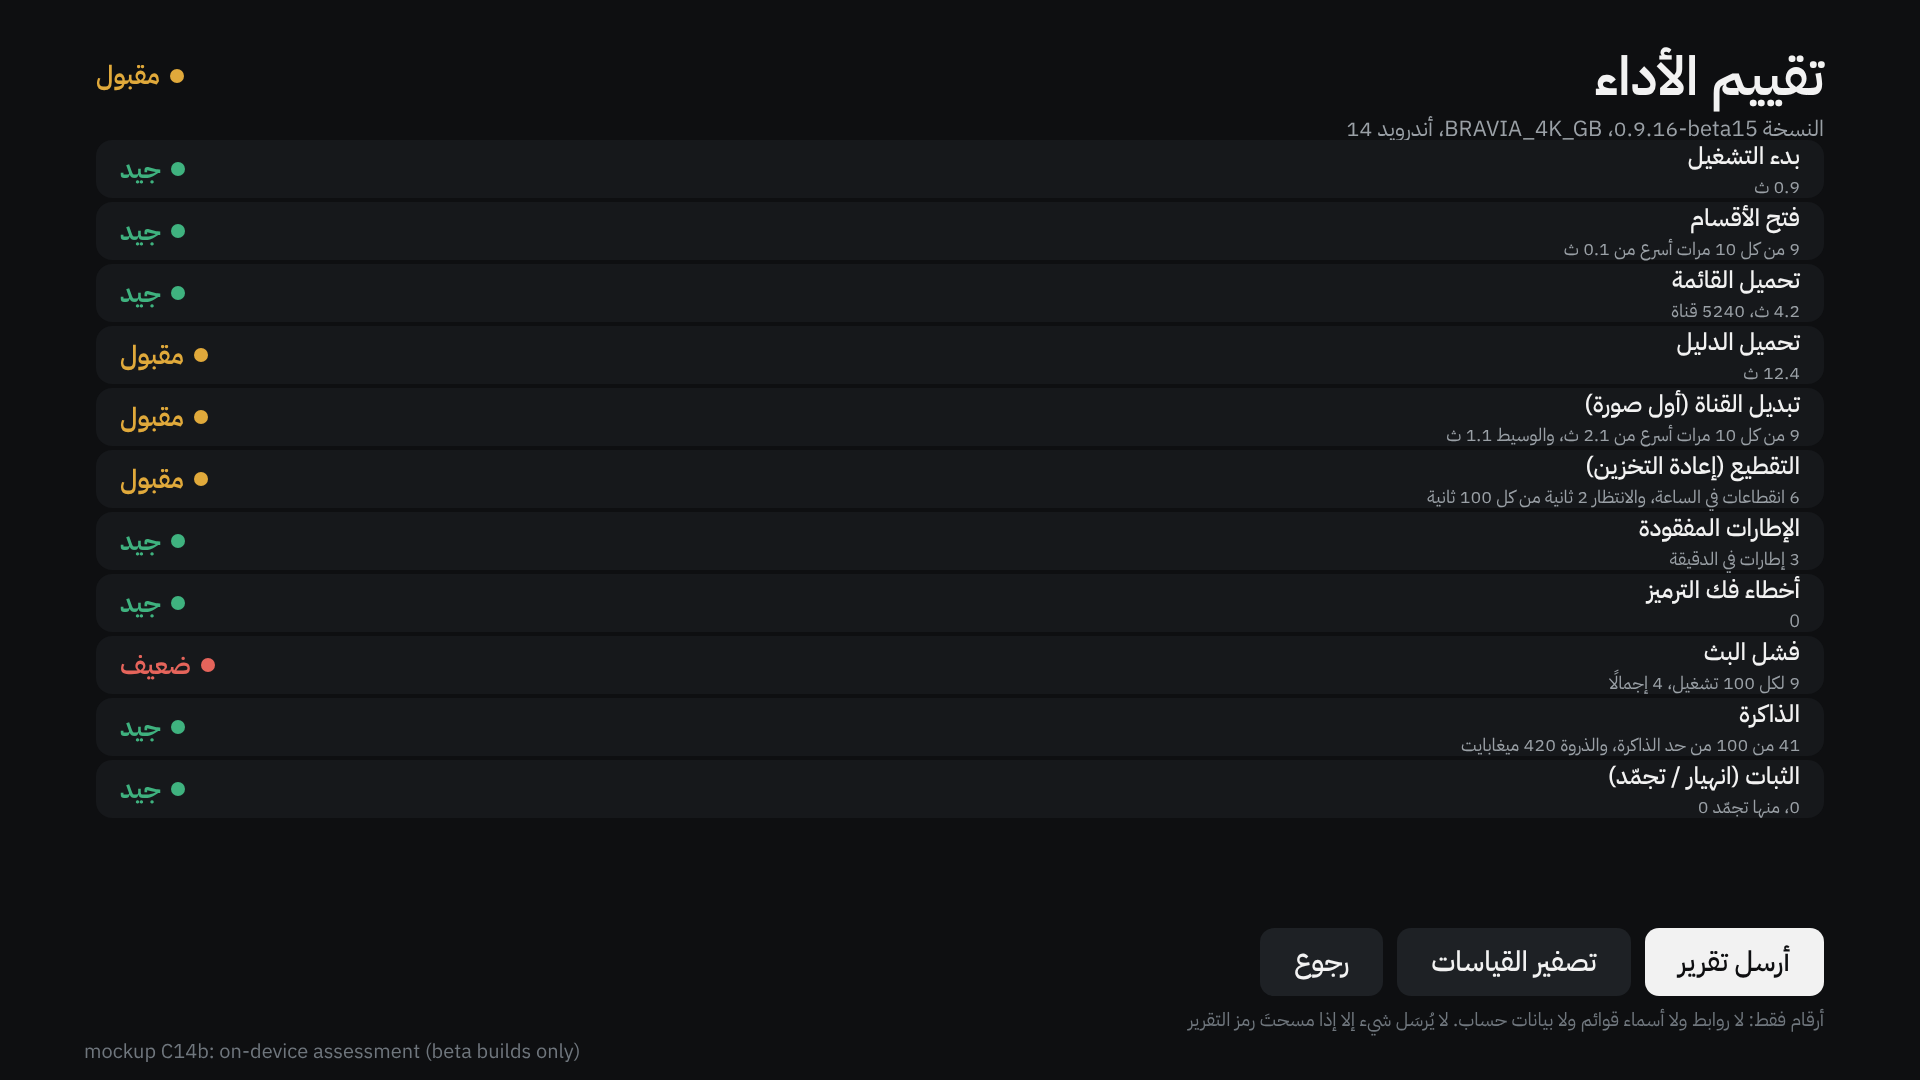 تقييم الأداء
مقبول
النسخة 0.9.16-beta15، BRAVIA_4K_GB، أندرويد 14
بدء التشغيل
0.9 ث
جيد
فتح الأقسام
9 من كل 10 مرات أسرع من 0.1 ث
جيد
تحميل القائمة
4.2 ث، 5240 قناة
جيد
تحميل الدليل
12.4 ث
مقبول
تبديل القناة (أول صورة)
9 من كل 10 مرات أسرع من 2.1 ث، والوسيط 1.1 ث
مقبول
التقطيع (إعادة التخزين)
6 انقطاعات في الساعة، والانتظار 2 ثانية من كل 100 ثانية
مقبول
الإطارات المفقودة
3 إطارات في الدقيقة
جيد
أخطاء فك الترميز
0
جيد
فشل البث
9 لكل 100 تشغيل، 4 إجمالًا
ضعيف
الذاكرة
41 من 100 من حد الذاكرة، والذروة 420 ميغابايت
جيد
الثبات (انهيار / تجمّد)
0، منها تجمّد 0
جيد
أرسل تقرير
تصفير القياسات
رجوع
أرقام فقط: لا روابط ولا أسماء قوائم ولا بيانات حساب. لا يُرسَل شيء إلا إذا مسحتَ رمز التقرير
mockup C14b: on-device assessment (beta builds only)